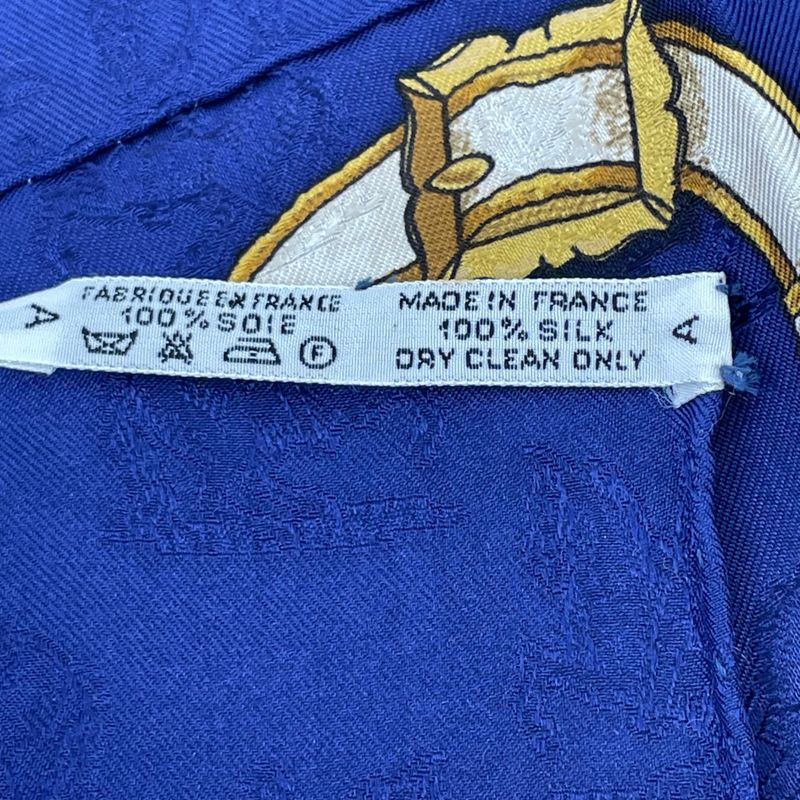 A
FABRIQUE EN FRANCE
100% SOIE
F
MADE IN FRANCE
100% SILK
DRY CLEAN ONLY
A